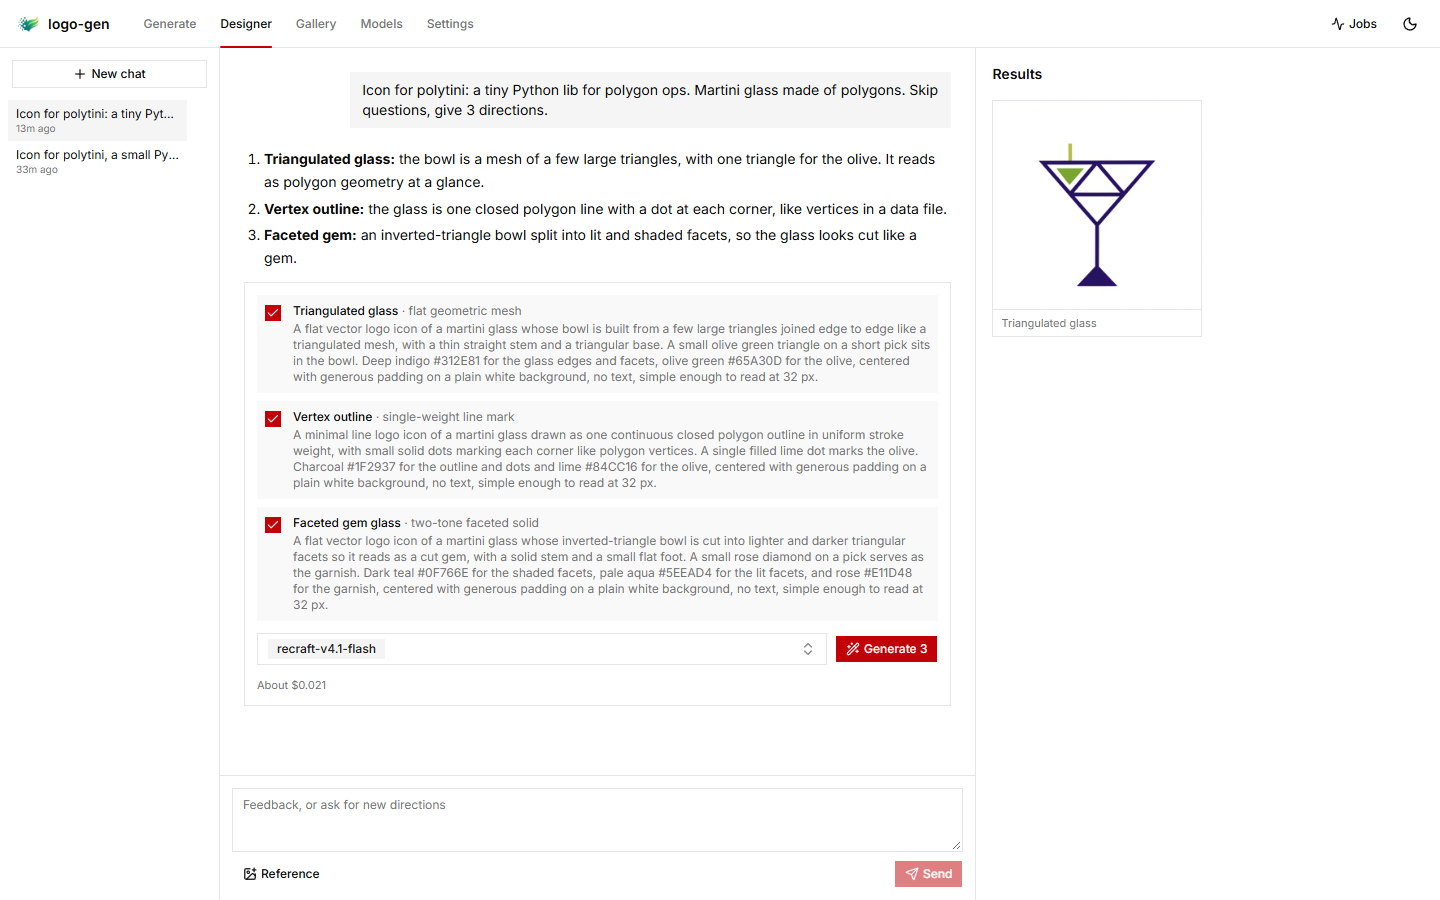 logo-gen
Generate
Designer
Gallery
Models
Settings
Jobs
New chat
Icon for polytini: a tiny Pyt...
13m ago
Icon for polytini, a small Py...
33m ago
Icon for polytini: a tiny Python lib for polygon ops. Martini glass made of polygons. Skip
questions, give 3 directions.
1. Triangulated glass: the bowl is a mesh of a few large triangles, with one triangle for the olive. It reads
as polygon geometry at a glance.
2. Vertex outline: the glass is one closed polygon line with a dot at each corner, like vertices in a data file.
3. Faceted gem: an inverted-triangle bowl split into lit and shaded facets, so the glass looks cut like a
gem.
Triangulated glass · flat geometric mesh
A flat vector logo icon of a martini glass whose bowl is built from a few large triangles joined edge to edge like a
triangulated mesh, with a thin straight stem and a triangular base. A small olive green triangle on a short pick sits
in the bowl. Deep indigo #312E81 for the glass edges and facets, olive green #65A30D for the olive, centered
with generous padding on a plain white background, no text, simple enough to read at 32 px.
Vertex outline · single-weight line mark
A minimal line logo icon of a martini glass drawn as one continuous closed polygon outline in uniform stroke
weight, with small solid dots marking each corner like polygon vertices. A single filled lime dot marks the olive.
Charcoal #1F2937 for the outline and dots and lime #84CC16 for the olive, centered with generous padding on a
plain white background, no text, simple enough to read at 32 px.
Faceted gem glass · two-tone faceted solid
A flat vector logo icon of a martini glass whose inverted-triangle bowl is cut into lighter and darker triangular
facets so it reads as a cut gem, with a solid stem and a small flat foot. A small rose diamond on a pick serves as
the garnish. Dark teal #0F766E for the shaded facets, pale aqua #5EEAD4 for the lit facets, and rose #E11D48
for the garnish, centered with generous padding on a plain white background, no text, simple enough to read at
32 px.
recraft-v4.1-flash
Generate 3
About $0.021
Feedback, or ask for new directions
Reference
Send
Results
Triangulated glass